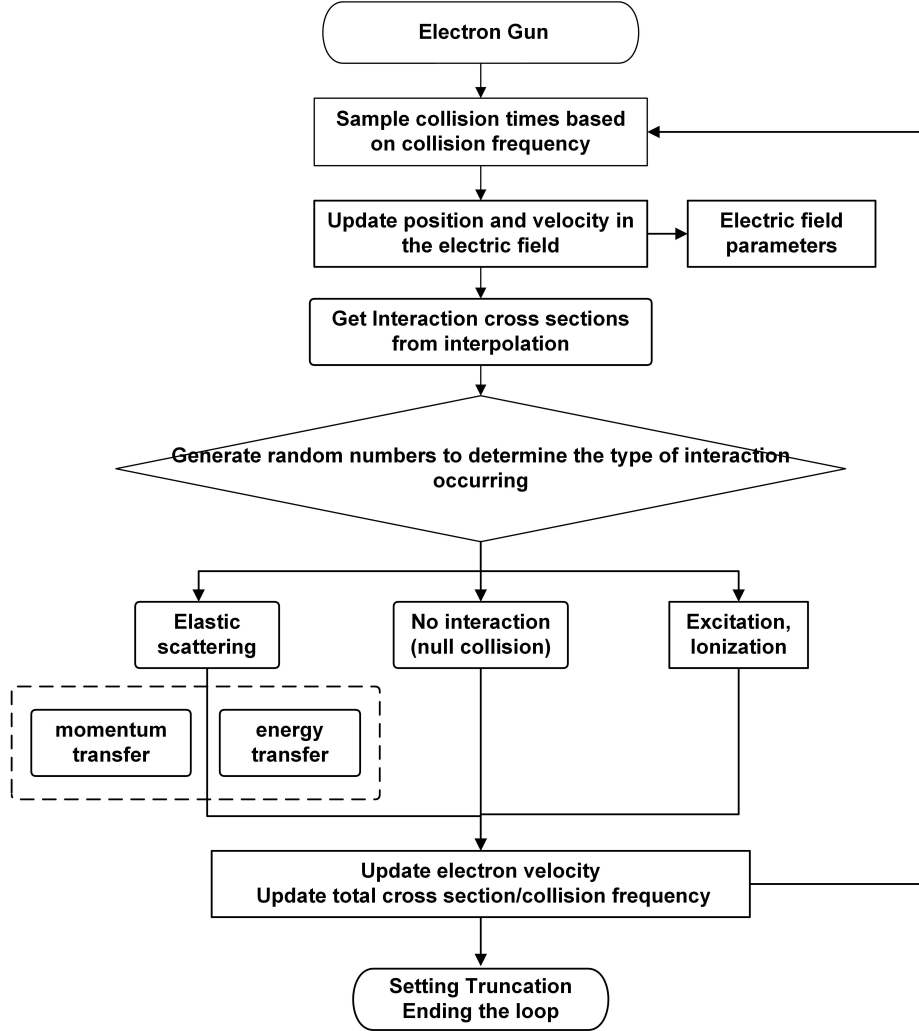 Electron Gun
Sample collision times based
on collision frequency
Update position and velocity in
the electric field
Electric field
parameters
Get Interaction cross sections
from interpolation
Generate random numbers to determine the type of interaction
occurring
Elastic
scattering
No interaction
(null collision)
Excitation,
Ionization
momentum
transfer
energy
transfer
Update electron velocity
Update total cross section/collision frequency
Setting Truncation
Ending the loop